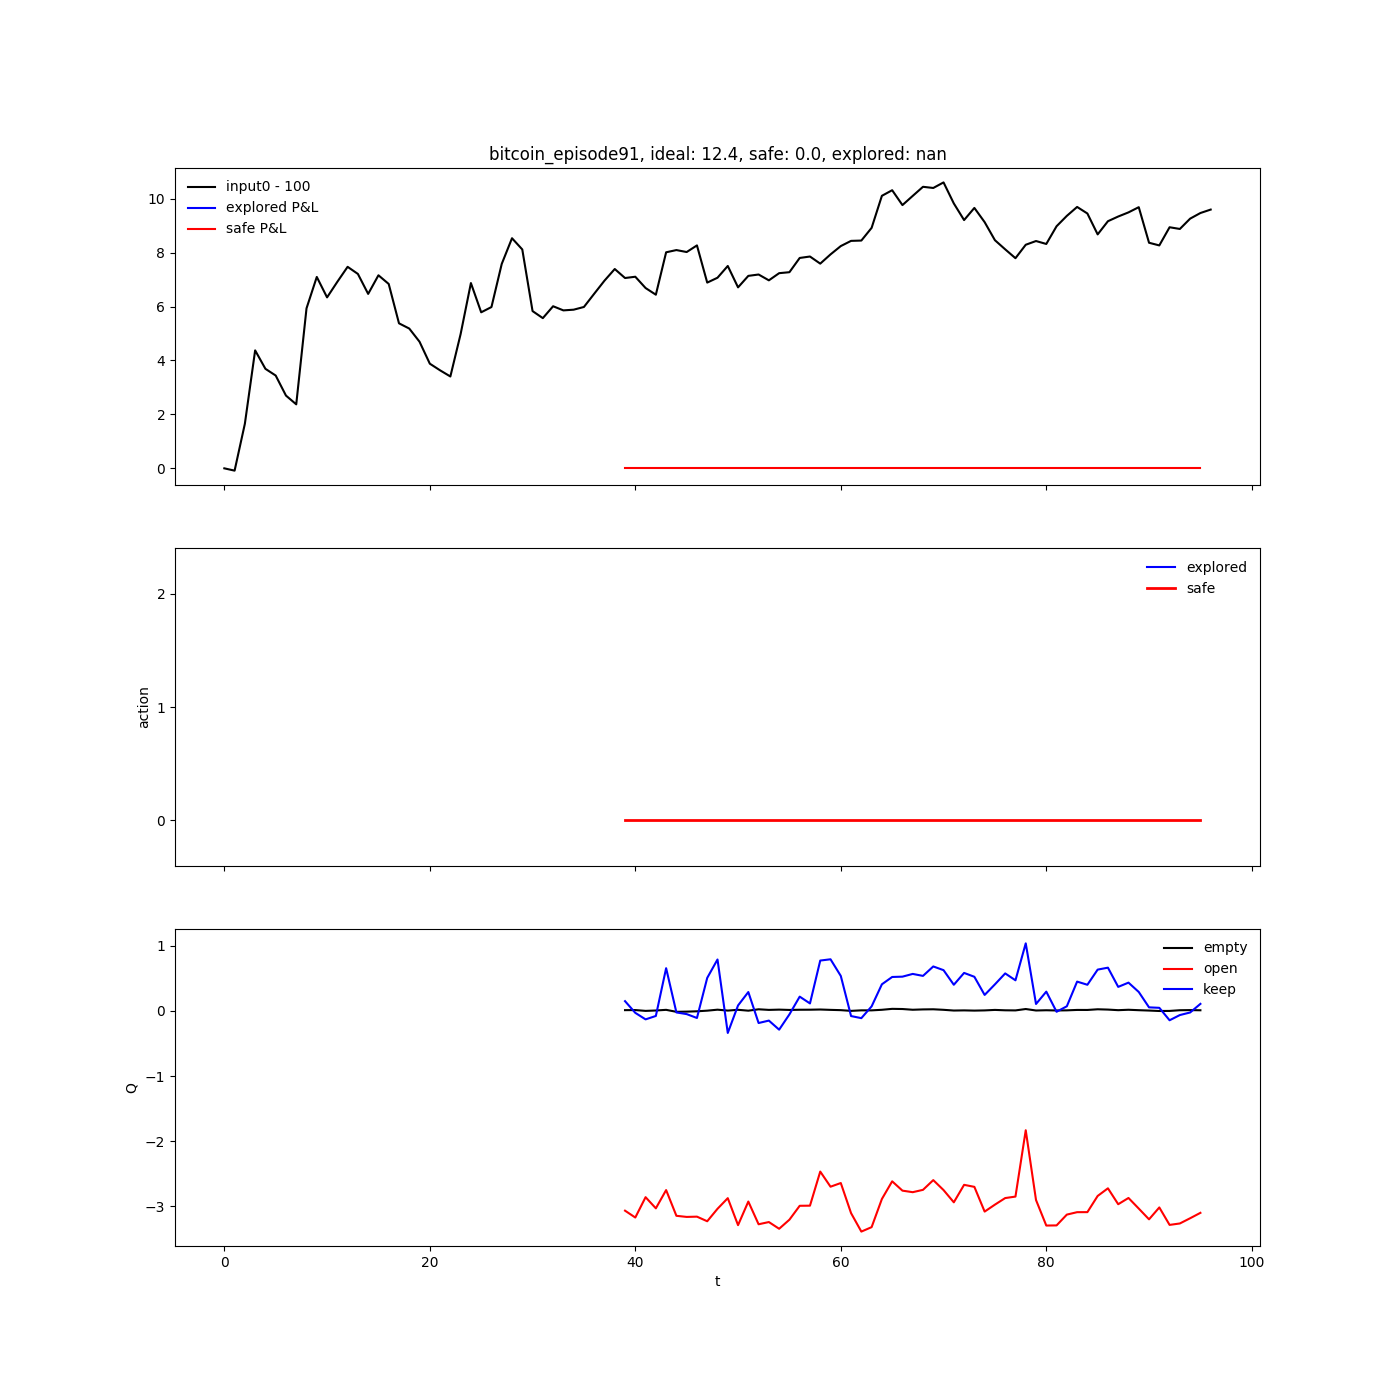 bitcoin_episode91, ideal: 12.4, safe: 0.0, explored: nan
input0 - 100
explored P&L
safe P&L
10
8
6
4
2
0
explored
safe
2
1
0
action
empty
open
keep
1
0
−1
−2
−3
Q
0 20 40 60 80 100
t